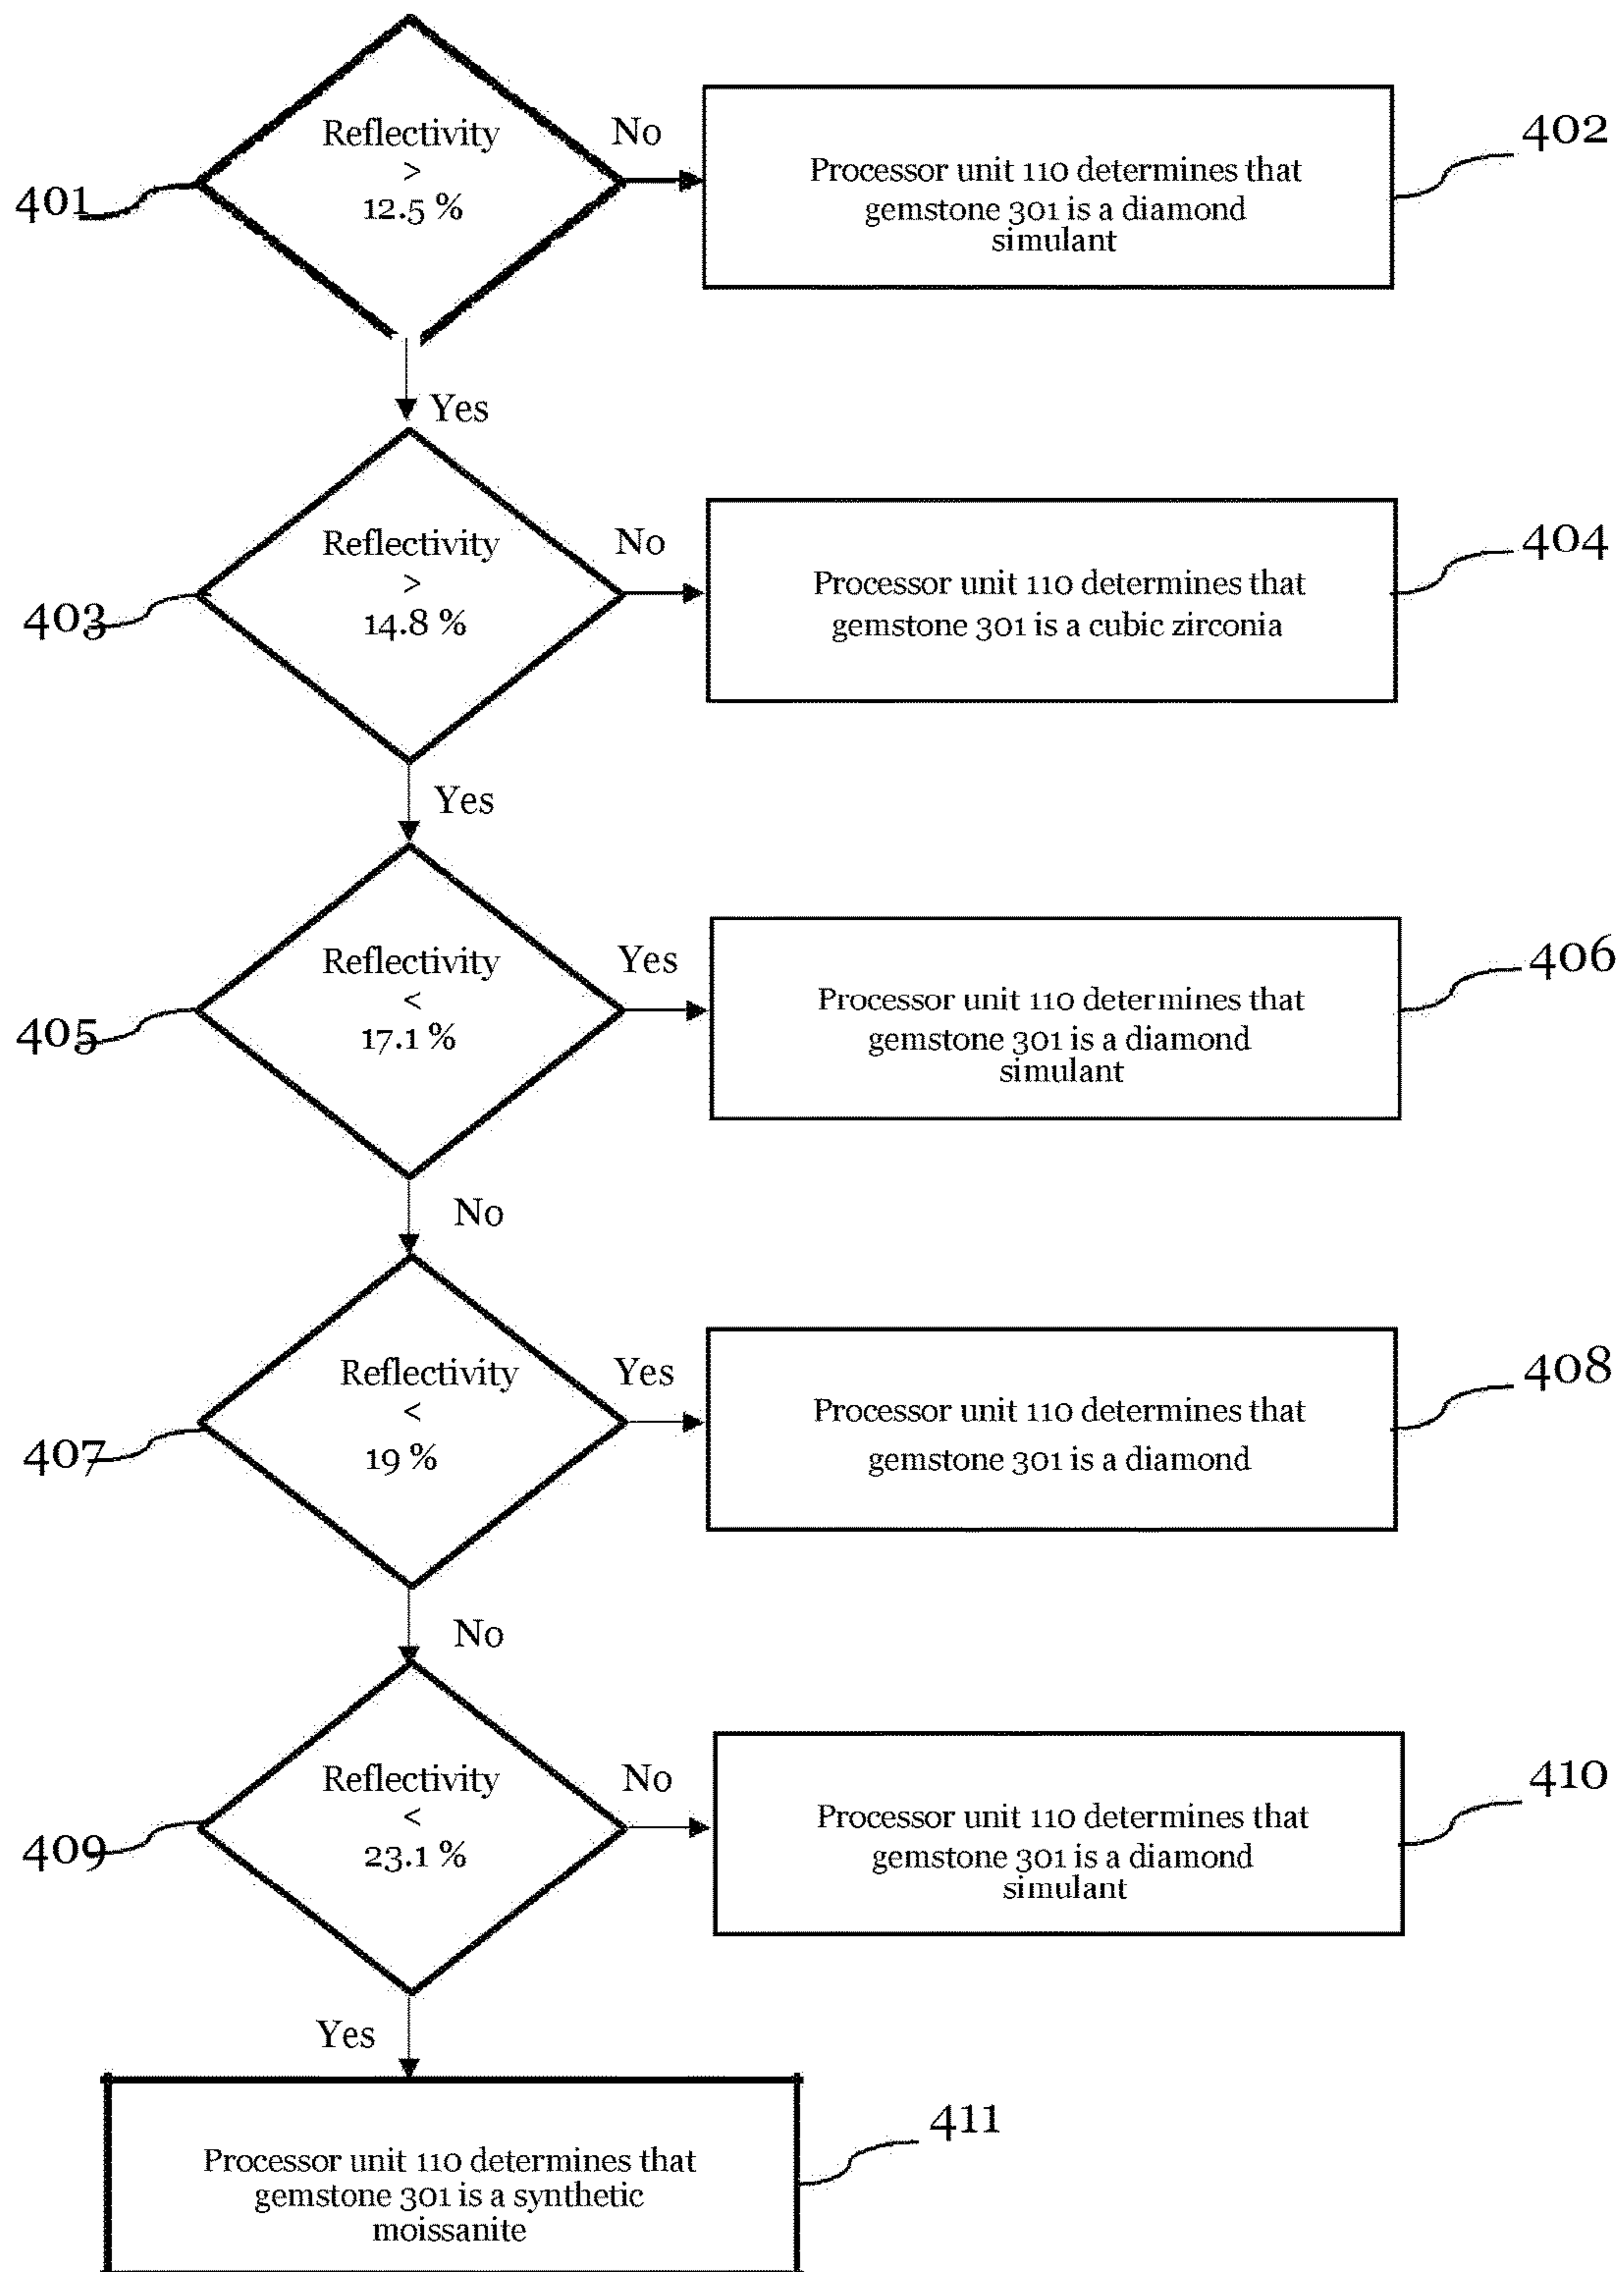 Reflectivity
>
12.5 %
No
Processor unit 110 determines that
gemstone 301 is a diamond
simulant
402
401
Yes
Reflectivity
>
14.8 %
No
Processor unit 110 determines that
gemstone 301 is a cubic zirconia
404
403
Yes
Reflectivity
<
17.1 %
Yes
Processor unit 110 determines that
gemstone 301 is a diamond
simulant
406
405
No
Reflectivity
<
19 %
Yes
Processor unit 110 determines that
gemstone 301 is a diamond
408
407
No
Reflectivity
<
23.1 %
No
Processor unit 110 determines that
gemstone 301 is a diamond
simulant
410
409
Yes
Processor unit 110 determines that
gemstone 301 is a synthetic
moissanite
411